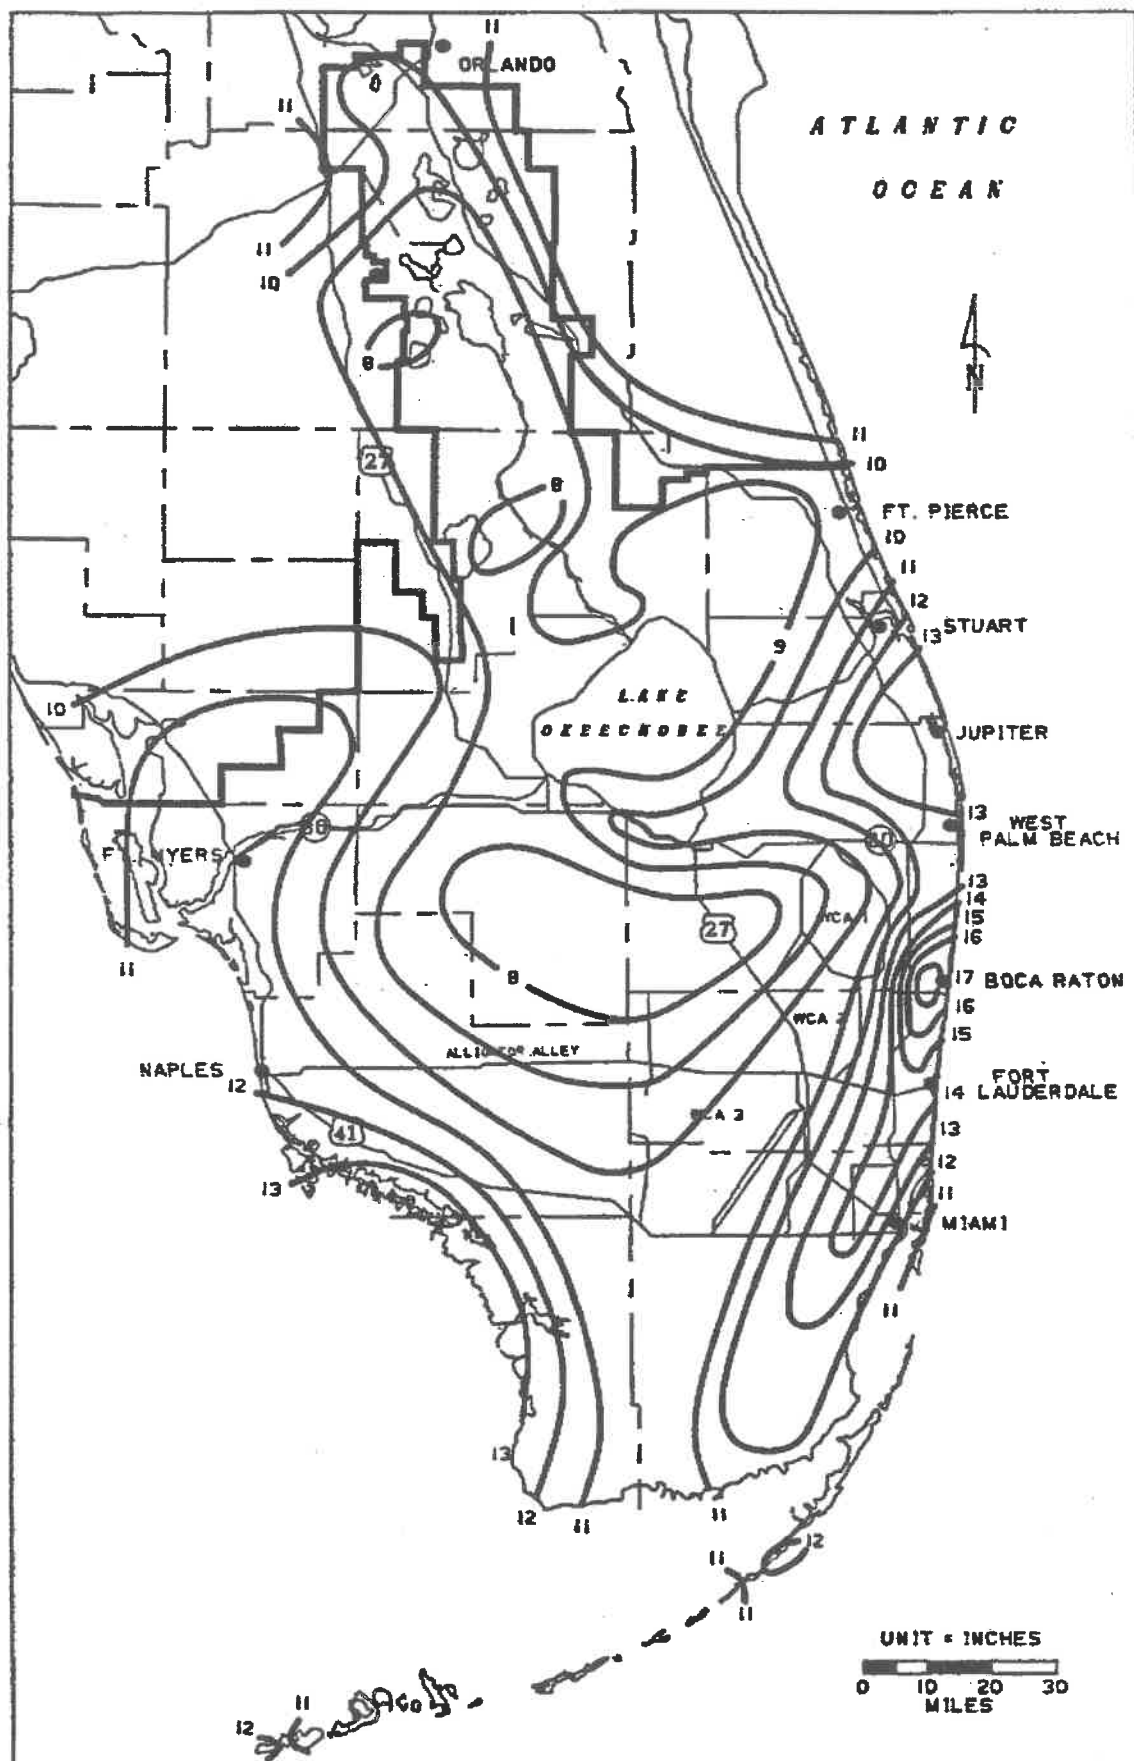 11
ORLANDO
11
ATLANTIC
OCEAN
11
10
8
N
27
8
11
10
FT. PIERCE
10
11
12
13
STUART
9
LAKE
OKEECHOBEE
10
JUPITER
13
WEST
PALM BEACH
80
FT. MYERS
13
14
15
16
27
WCA 1
11
8
17
BOCA RATON
16
WCA 2
15
ALLIGATOR ALLEY
NAPLES
12
FORT
LAUDERDALE
14
WCA 3
13
41
12
13
11
MIAMI
11
13
12
11
11
12
11
11
UNIT = INCHES
0 10 20 30
MILES
11
12